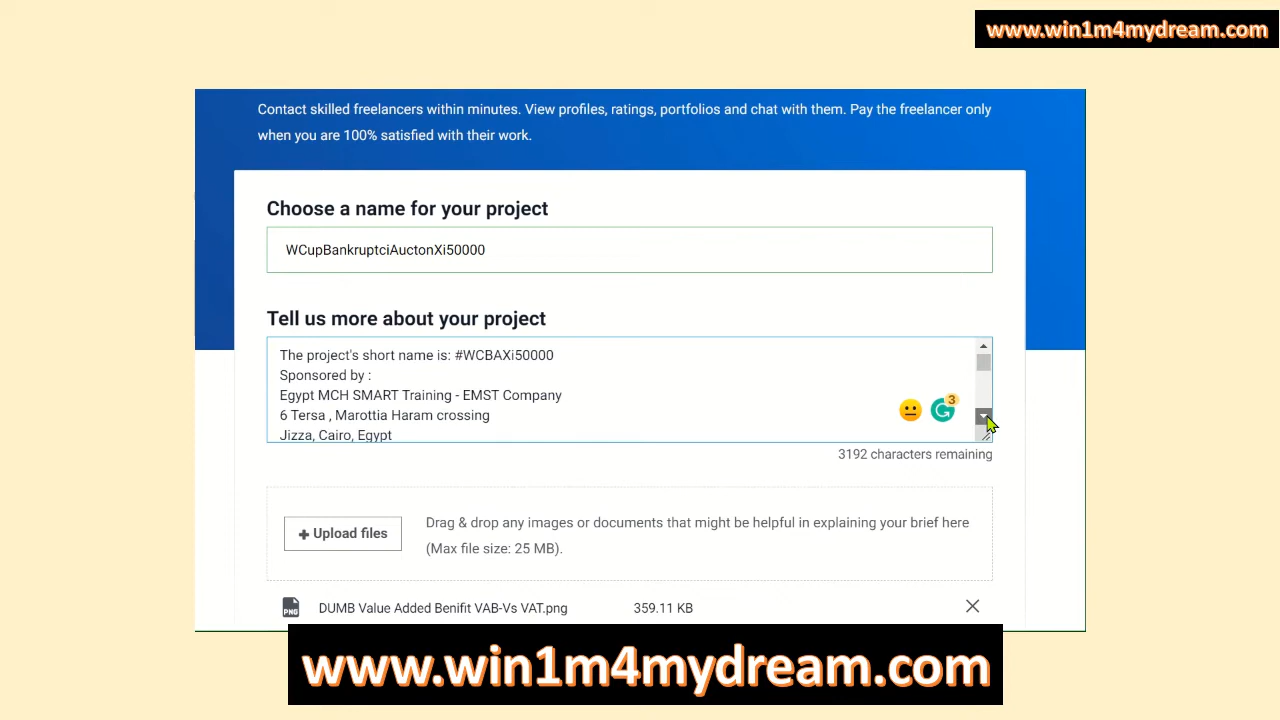 www.win1m4mydream.com
Contact skilled freelancers within minutes. View profiles, ratings, portfolios and chat with them. Pay the freelancer only
when you are 100% satisfied with their work.
Choose a name for your project
WCupBankruptciAuctonXi50000
Tell us more about your project
The project's short name is: #WCBAXi50000
Sponsored by :
Egypt MCH SMART Training - EMST Company
6 Tersa , Marottia Haram crossing
Jizza, Cairo, Egypt
3
3192 characters remaining
+ Upload files
Drag & drop any images or documents that might be helpful in explaining your brief here
(Max file size: 25 MB).
PNG
DUMB Value Added Benifit VAB-Vs VAT.png 359.11 KB
www.win1m4mydream.com